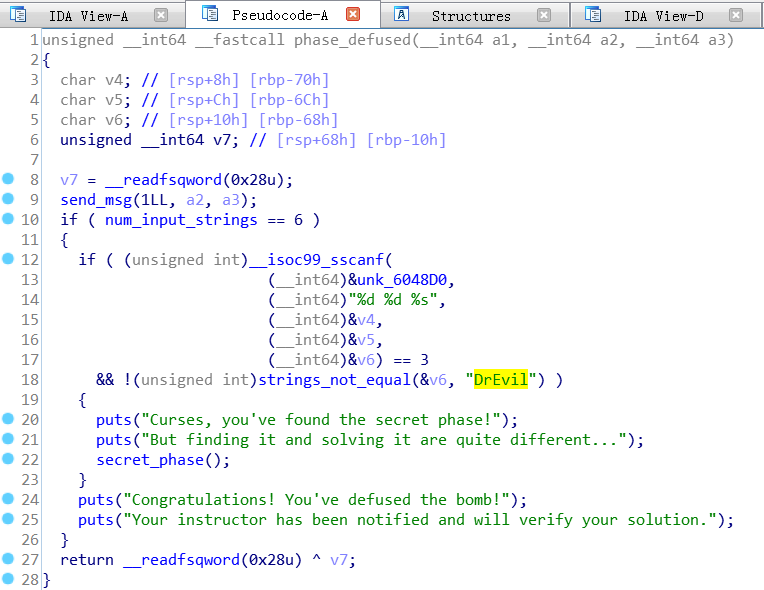 IDA View-A Pseudocode-A Structures IDA View-D
1 unsigned __int64 __fastcall phase_defused(__int64 a1, __int64 a2, __int64 a3)
2 {
3   char v4; // [rsp+8h] [rbp-70h]
4   char v5; // [rsp+Ch] [rbp-6Ch]
5   char v6; // [rsp+10h] [rbp-68h]
6   unsigned __int64 v7; // [rsp+68h] [rbp-10h]
7
8   v7 = __readfsqword(0x28u);
9   send_msg(1LL, a2, a3);
10   if ( num_input_strings == 6 )
11   {
12     if ( (unsigned int)__isoc99_sscanf(
13                          (__int64)&unk_6048D0,
14                          (__int64)"%d %d %s",
15                          (__int64)&v4,
16                          (__int64)&v5,
17                          (__int64)&v6) == 3
18       && !(unsigned int)strings_not_equal(&v6, "DrEvil") )
19     {
20       puts("Curses, you've found the secret phase!");
21       puts("But finding it and solving it are quite different...");
22       secret_phase();
23     }
24     puts("Congratulations! You've defused the bomb!");
25     puts("Your instructor has been notified and will verify your solution.");
26   }
27   return __readfsqword(0x28u) ^ v7;
28 }